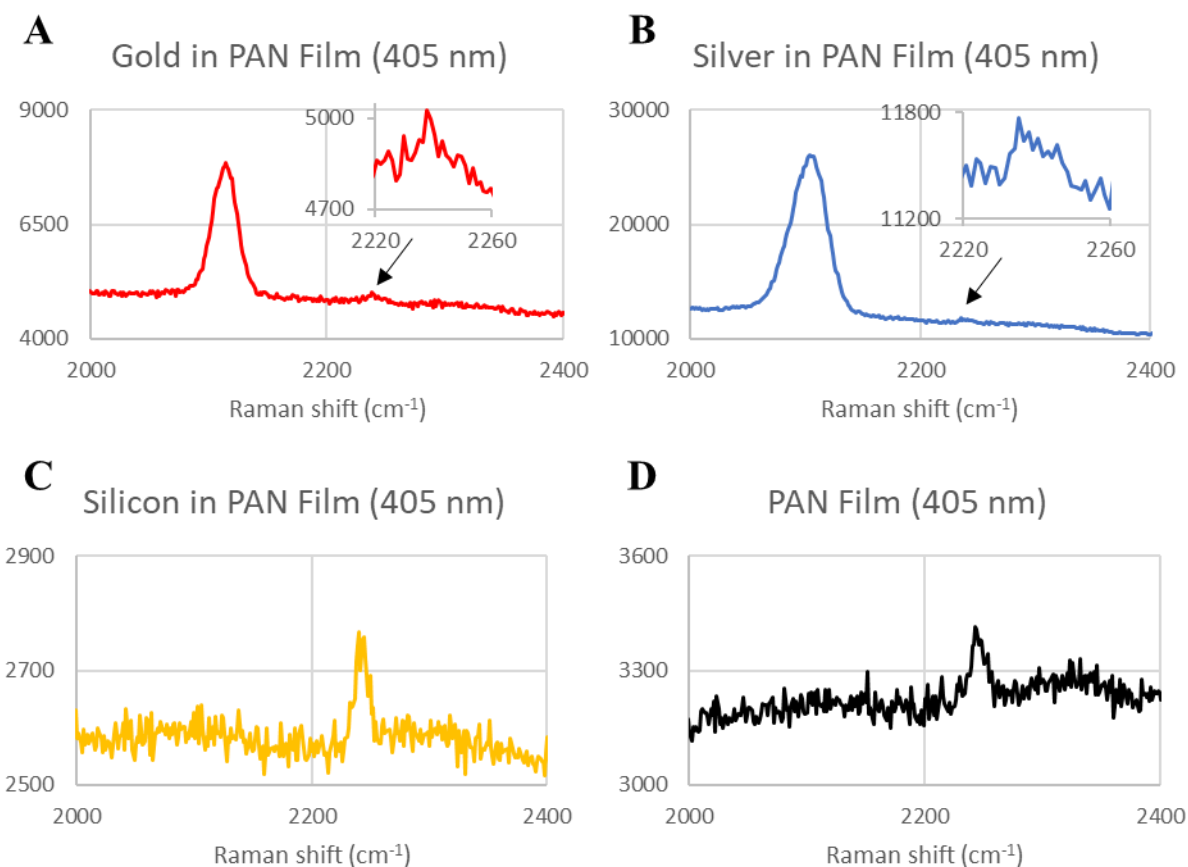 A
Gold in PAN Film (405 nm)
9000
6500
4000
5000
4700
2220
2260
2000
2200
2400
Raman shift (cm⁻¹)
B
Silver in PAN Film (405 nm)
30000
20000
10000
11800
11200
2220
2260
2000
2200
2400
Raman shift (cm⁻¹)
C
Silicon in PAN Film (405 nm)
2900
2700
2500
2000
2200
2400
Raman shift (cm⁻¹)
D
PAN Film (405 nm)
3600
3300
3000
2000
2200
2400
Raman shift (cm⁻¹)